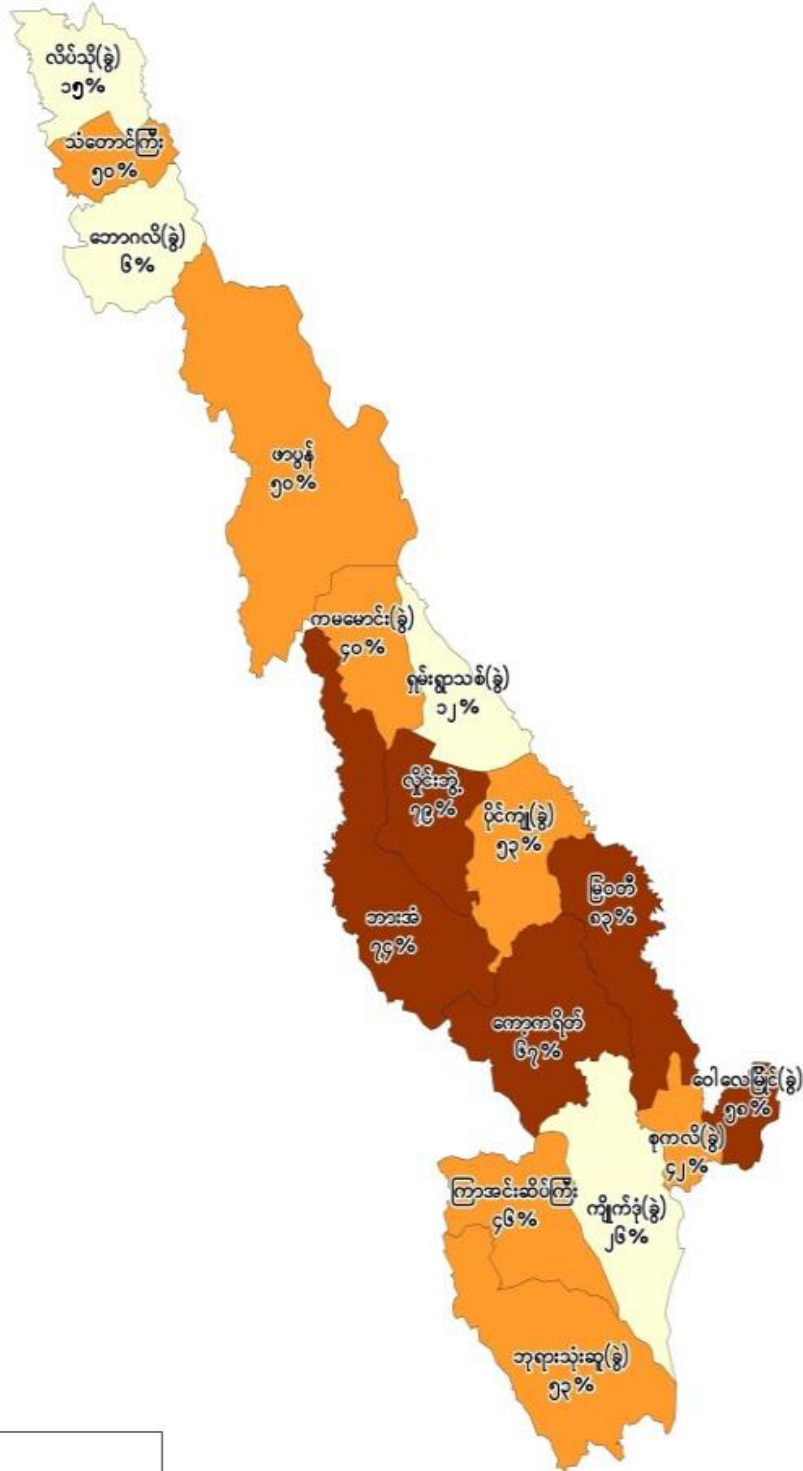 လိပ်သို(ခွဲ)
၁၅%
သံတောင်ကြီး
၅၀%
ဘောဂလိ(ခွဲ)
၆%
ဖာပွန်
၅၀%
ကမမောင်း(ခွဲ)
၄၀%
ရှမ်းရွာသစ်(ခွဲ)
၁၂%
လှိုင်းဘွဲ့
၇၉%
ပိုင်ကျုံ(ခွဲ)
၅၃%
မြဝတီ
၈၃%
ဘားအံ
၇၄%
ကော့ကရိတ်
၆၇%
ဝေါလေမြိုင်(ခွဲ)
၅၈%
စုကလိ(ခွဲ)
၄၂%
ကြာအင်းဆိပ်ကြီး
၄၆%
ကျိုက်ဒုံ(ခွဲ)
၂၆%
ဘုရားသုံးဆူ(ခွဲ)
၅၃%